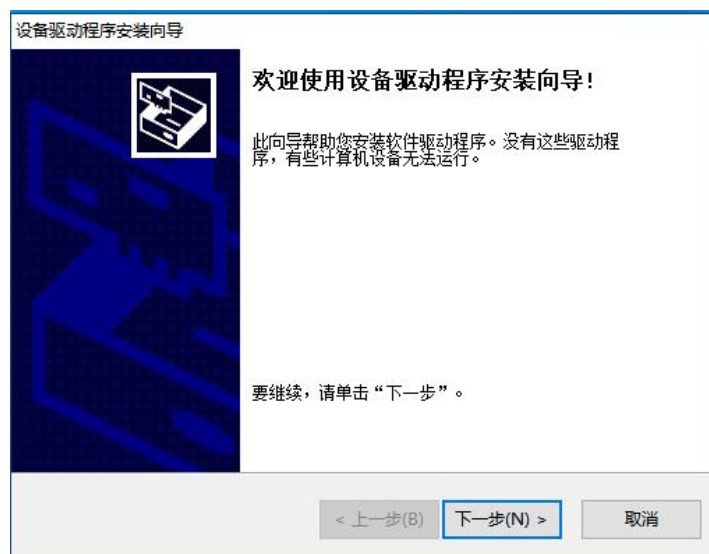 设备驱动程序安装向导
欢迎使用设备驱动程序安装向导！
此向导帮助您安装软件驱动程序。没有这些驱动程
序，有些计算机设备无法运行。
要继续，请单击“下一步”。
< 上一步(B)
下一步(N) >
取消